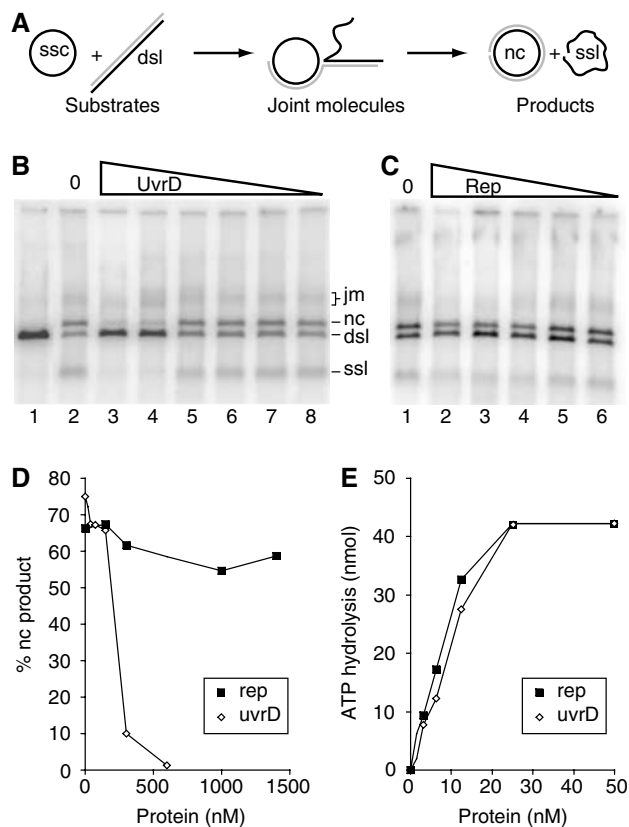 A
ssc + dsl nc + ssl
Substrates Joint molecules Products
B
0 UvrD
jm
nc
dsl
ssl
1 2 3 4 5 6 7 8
C
0 Rep
1 2 3 4 5 6
D
% nc product
80
70
60
50
40
30
20
10
0
rep
uvrD
0 500 1000 1500
Protein (nM)
E
ATP hydrolysis (nmol)
50
40
30
20
10
0
rep
uvrD
0 10 20 30 40 50
Protein (nM)